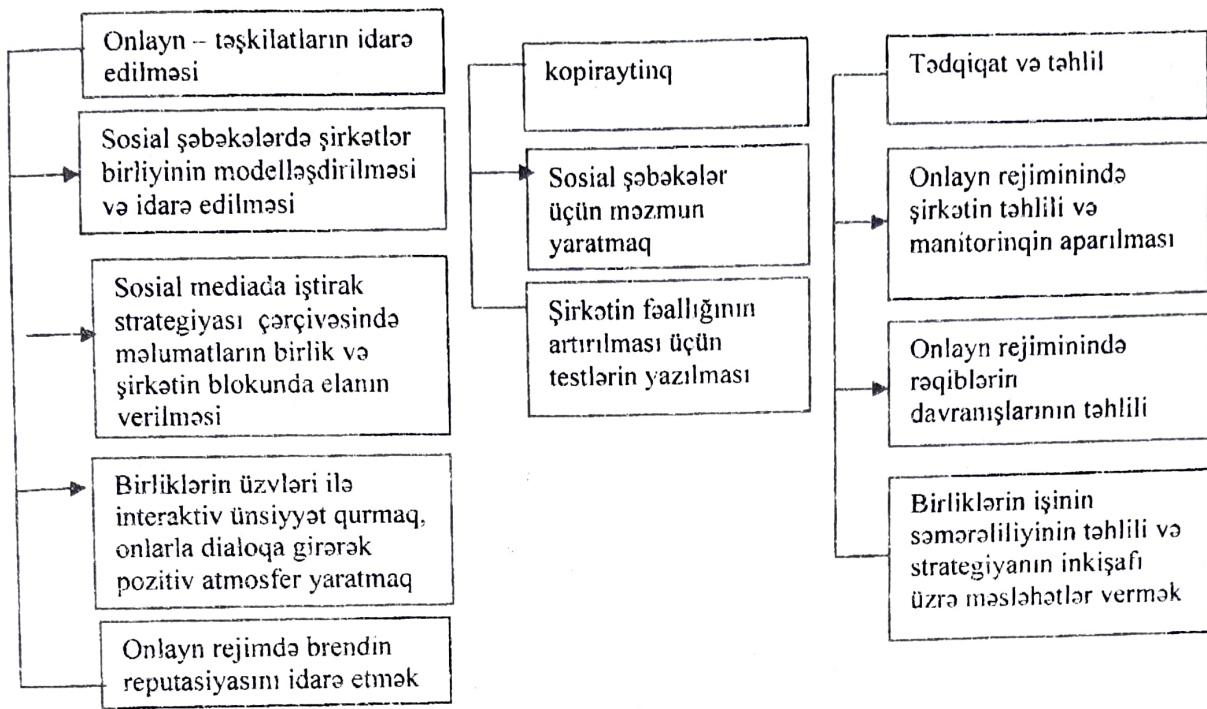 Onlayn – təşkilatların idarə
edilməsi
Sosial şəbəkələrdə şirkətlər
birliyinin modelləşdirilməsi
və idarə edilməsi
Sosial mediada iştirak
strategiyası çərçivəsində
məlumatların birlik və
şirkətin blokunda elanın
verilməsi
Birliklərin üzvləri ilə
interaktiv ünsiyyət qurmaq,
onlarla dialoqa girərək
pozitiv atmosfer yaratmaq
Onlayn rejimdə brendin
reputasiyasını idarə etmək
kopiraytinq
Sosial şəbəkələr
üçün məzmun
yaratmaq
Şirkətin fəallığının
artırılması üçün
testlərin yazılması
Tədqiqat və təhlil
Onlayn rejiminində
şirkətin təhlili və
manitorinqin aparılması
Onlayn rejiminində
rəqiblərin
davranışlarının təhlili
Birliklərin işinin
səmərəliliyinin təhlili və
strategiyanın inkişafı
üzrə məsləhətlər vermək